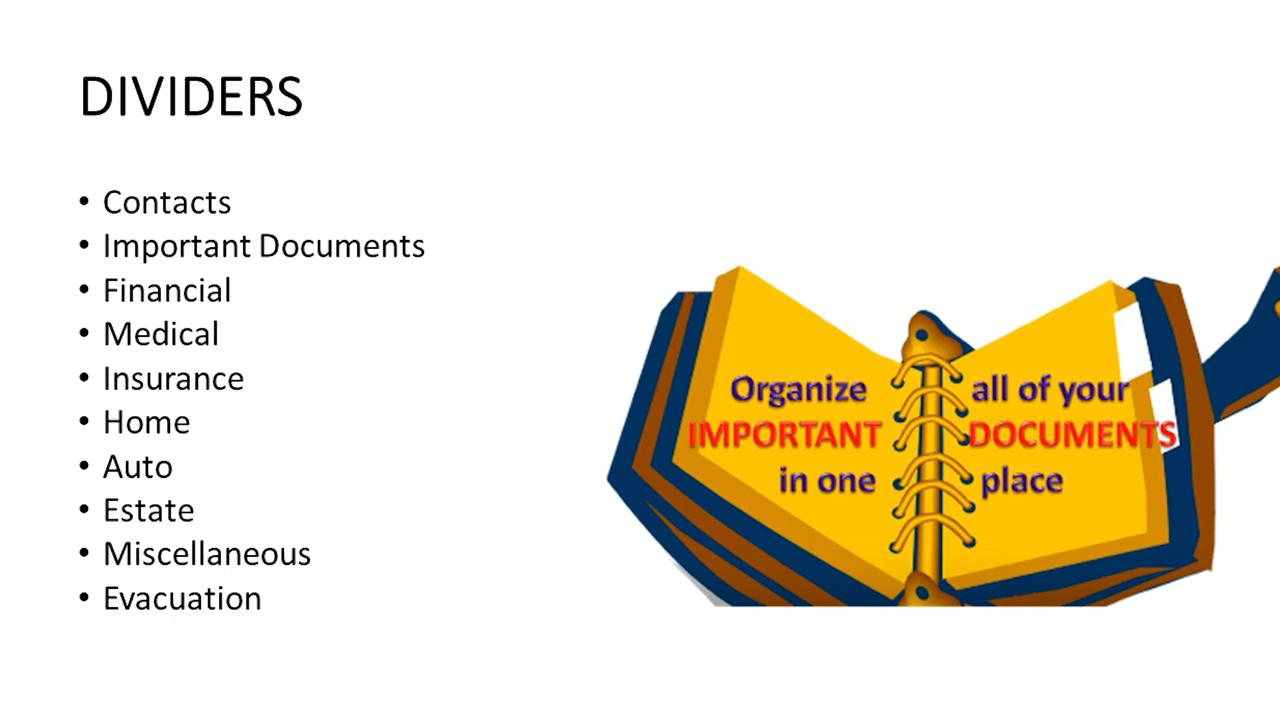 DIVIDERS
• Contacts
• Important Documents
• Financial
• Medical
• Insurance
• Home
• Auto
• Estate
• Miscellaneous
• Evacuation
Organize all of your
IMPORTANT DOCUMENTS
in one place